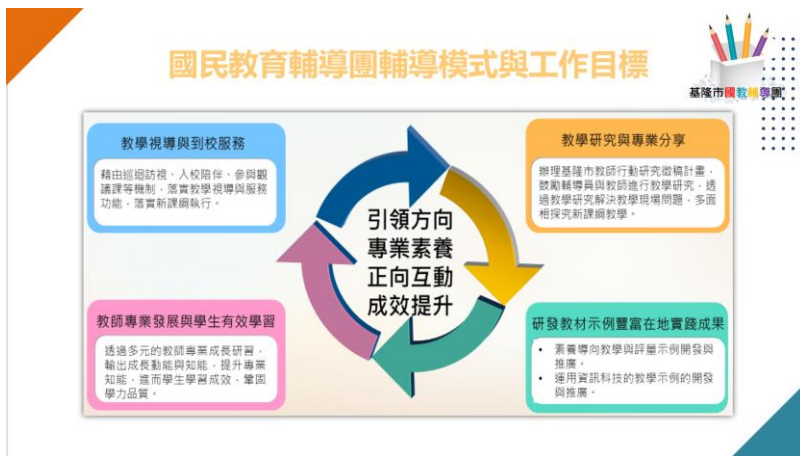 國民教育輔導團輔導模式與工作目標
基隆市國教輔導團
教學視導與到校服務
藉由巡迴訪視、入校陪伴、參與觀
議課等機制，落實教學視導與服務
功能，落實新課綱執行。
教學研究與專業分享
辦理基隆市教師行動研究徵稿計畫，
鼓勵輔導員與教師進行教學研究，透
過教學研究解決教學現場問題，多面
相探究新課綱教學。
引領方向
專業素養
正向互動
成效提升
教師專業發展與學生有效學習
透過多元的教師專業成長研習，
輸出成長動能與知能，提升專業
知能，進而學生學習成效，鞏固
學力品質。
研發教材示例豐富在地實踐成果
• 素養導向教學與評量示例開發與
推廣。
• 運用資訊科技的教學示例的開發
與推廣。